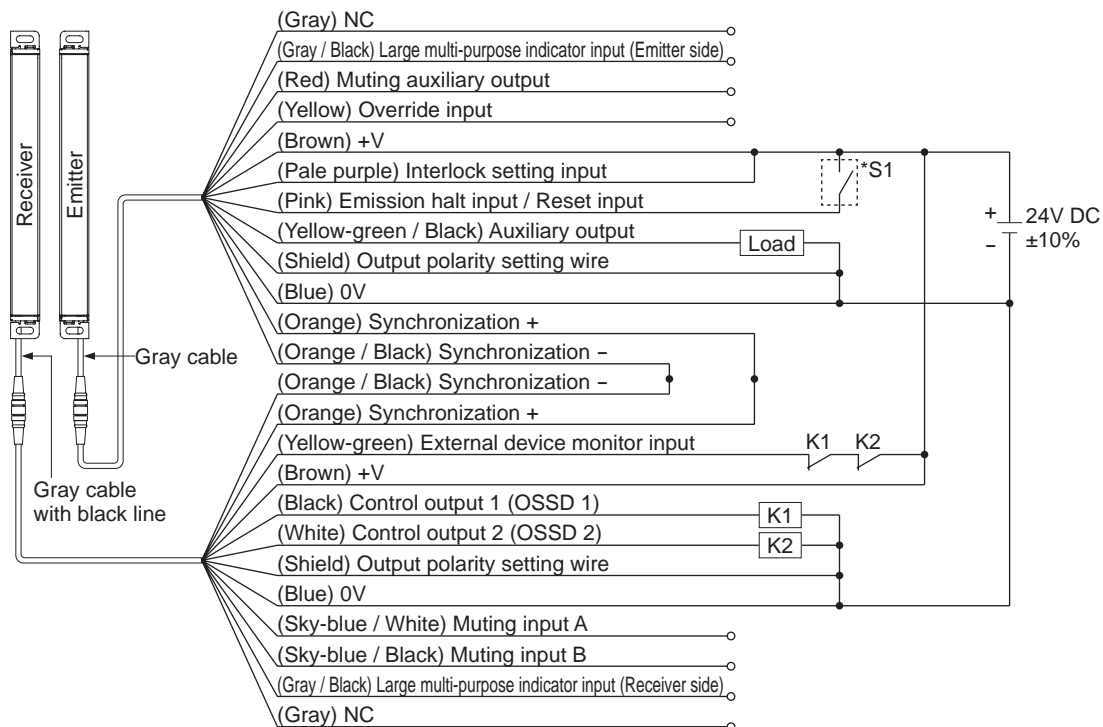 Receiver
Emitter
(Gray) NC
(Gray / Black) Large multi-purpose indicator input (Emitter side)
(Red) Muting auxiliary output
(Yellow) Override input
(Brown) +V
(Pale purple) Interlock setting input
*S1
(Pink) Emission halt input / Reset input
(Yellow-green / Black) Auxiliary output
Load
+
−
24V DC
±10%
(Shield) Output polarity setting wire
(Blue) 0V
(Orange) Synchronization +
(Orange / Black) Synchronization −
Gray cable
(Orange / Black) Synchronization −
(Orange) Synchronization +
(Yellow-green) External device monitor input
K1
K2
(Brown) +V
Gray cable
with black line
(Black) Control output 1 (OSSD 1)
K1
(White) Control output 2 (OSSD 2)
K2
(Shield) Output polarity setting wire
(Blue) 0V
(Sky-blue / White) Muting input A
(Sky-blue / Black) Muting input B
(Gray / Black) Large multi-purpose indicator input (Receiver side)
(Gray) NC